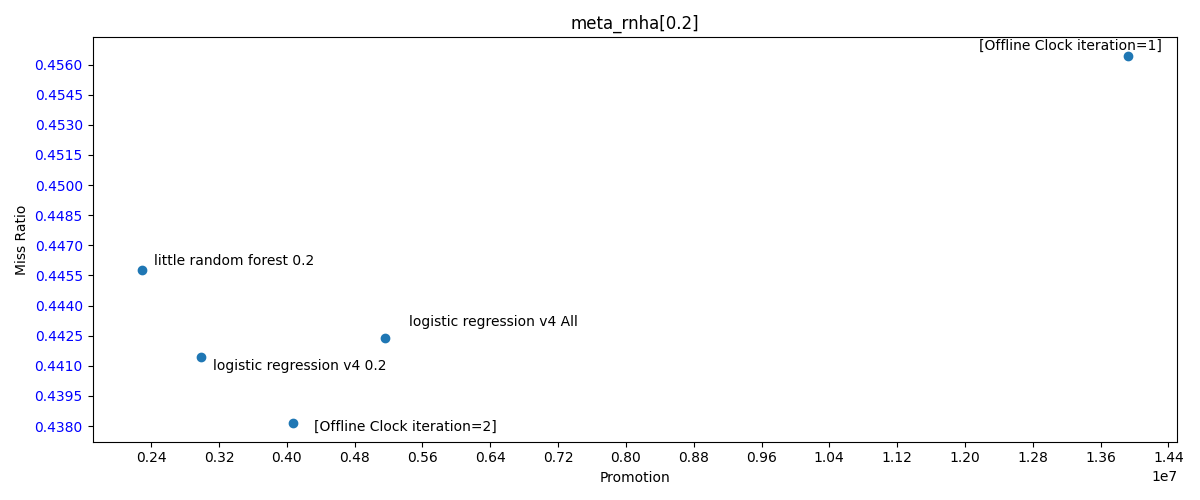 meta_rnha[0.2]
[Offline Clock iteration=1]
0.4560
0.4545
0.4530
0.4515
0.4500
0.4485
0.4470
0.4455
0.4440
0.4425
0.4410
0.4395
0.4380
Miss Ratio
little random forest 0.2
logistic regression v4 All
logistic regression v4 0.2
[Offline Clock iteration=2]
0.24 0.32 0.40 0.48 0.56 0.64 0.72 0.80 0.88 0.96 1.04 1.12 1.20 1.28 1.36 1.44
1e7
Promotion